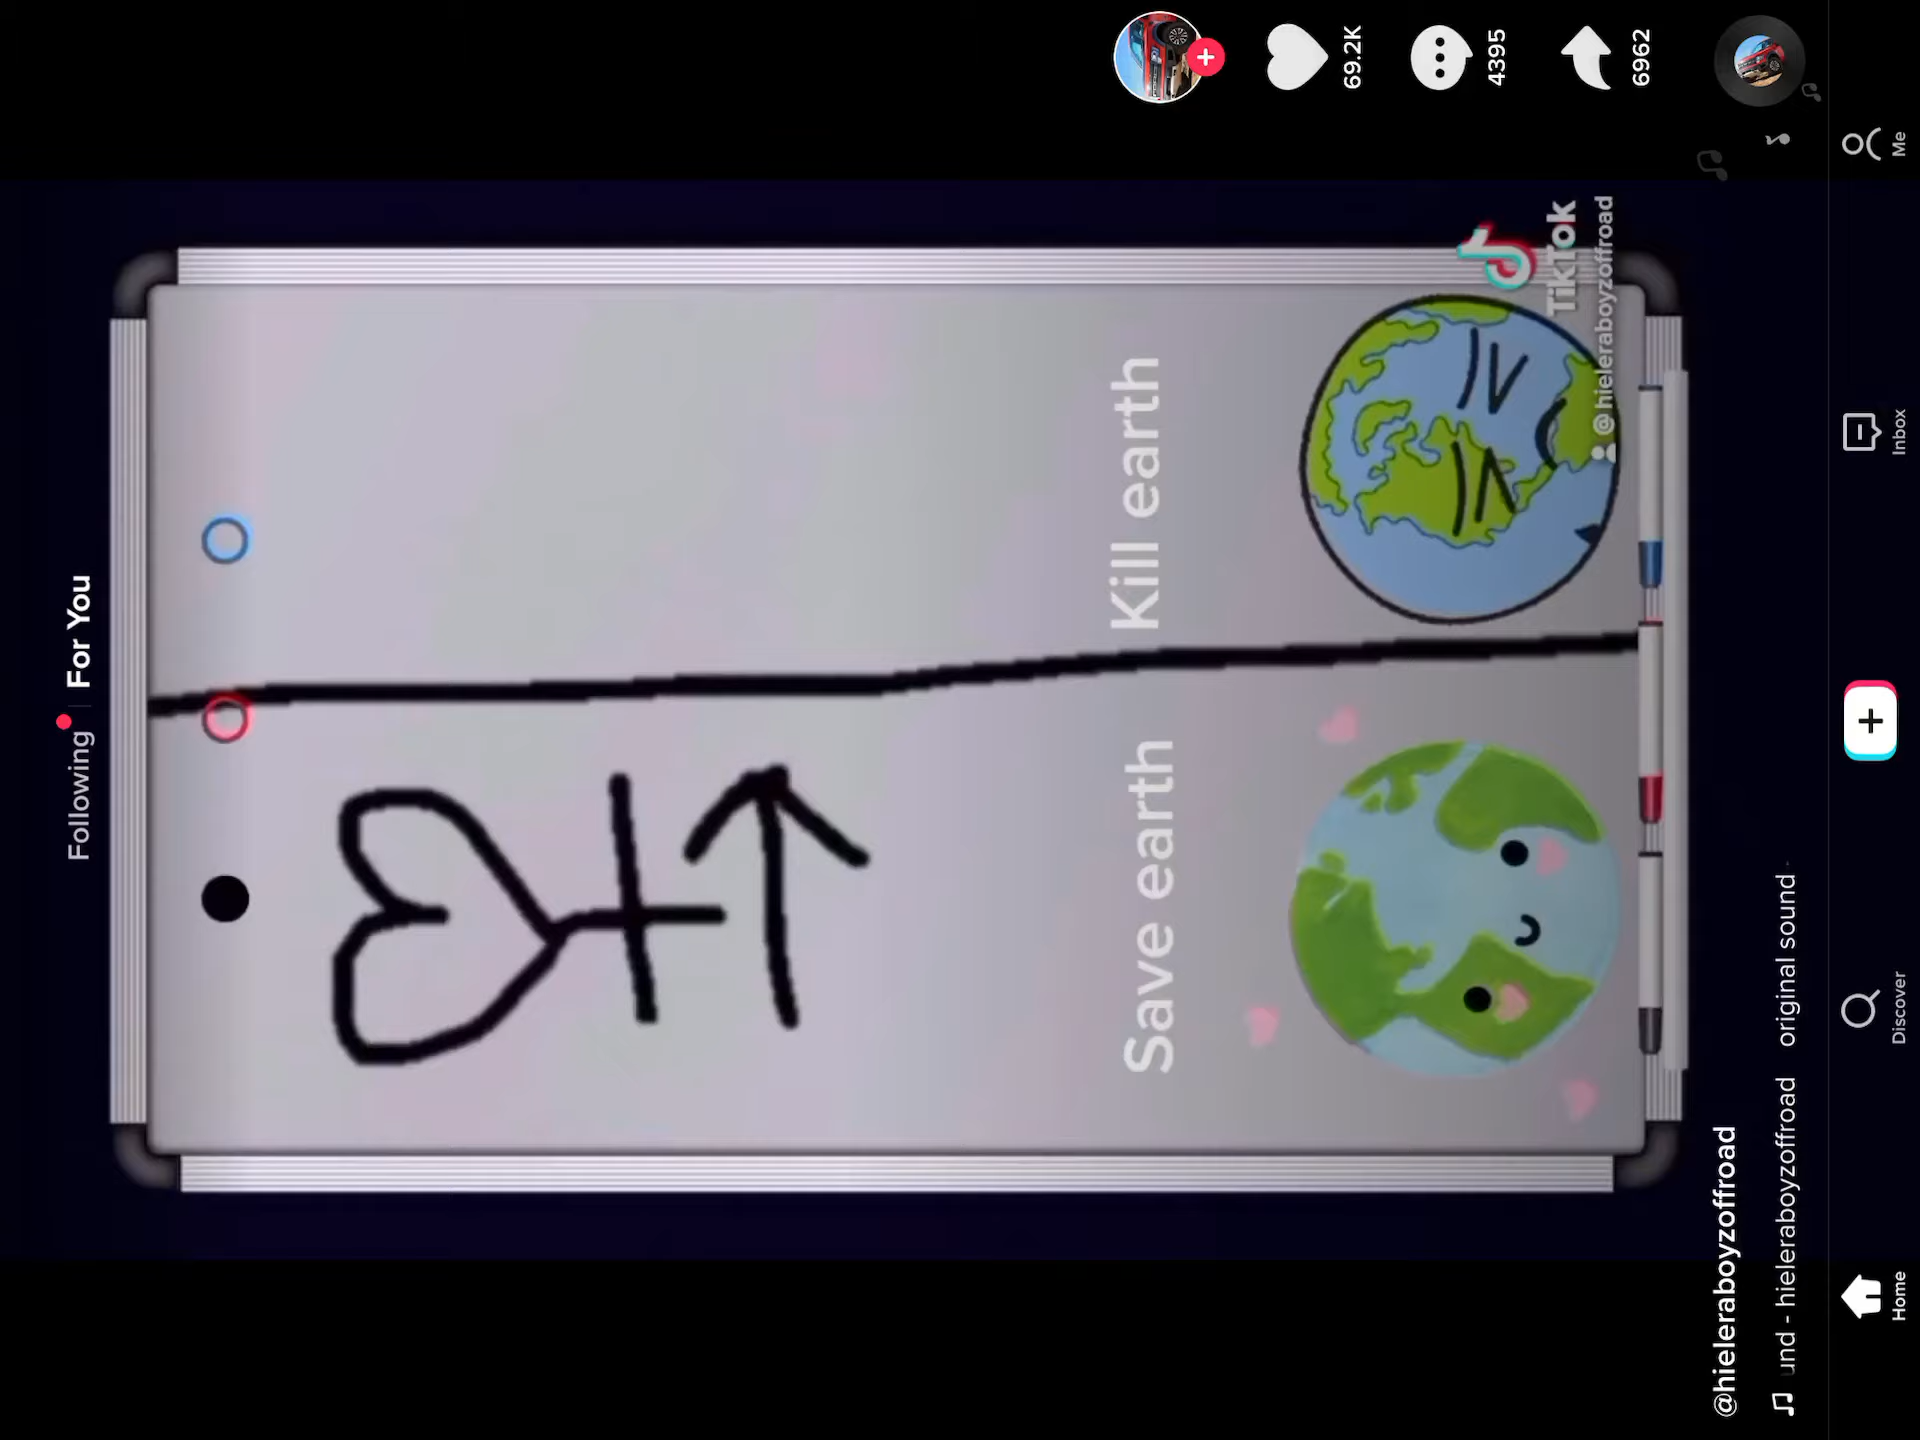 Following | For You
Save earth
Kill earth
TikTok
@hieleraboyzoffroad
69.2K
4395
6962
@hieleraboyzoffroad
und - hieleraboyzoffroad original sound -
Home
Discover
Inbox
Me